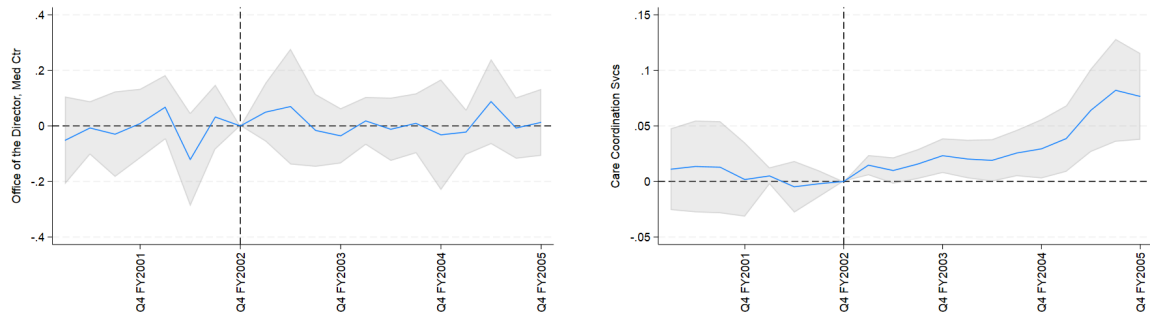 Office of the Director, Med Ctr
.4
.2
0
-.2
-.4
Q4 FY2001
Q4 FY2002
Q4 FY2003
Q4 FY2004
Q4 FY2005
Care Coordination Svcs
.15
.1
.05
0
-.05
Q4 FY2001
Q4 FY2002
Q4 FY2003
Q4 FY2004
Q4 FY2005